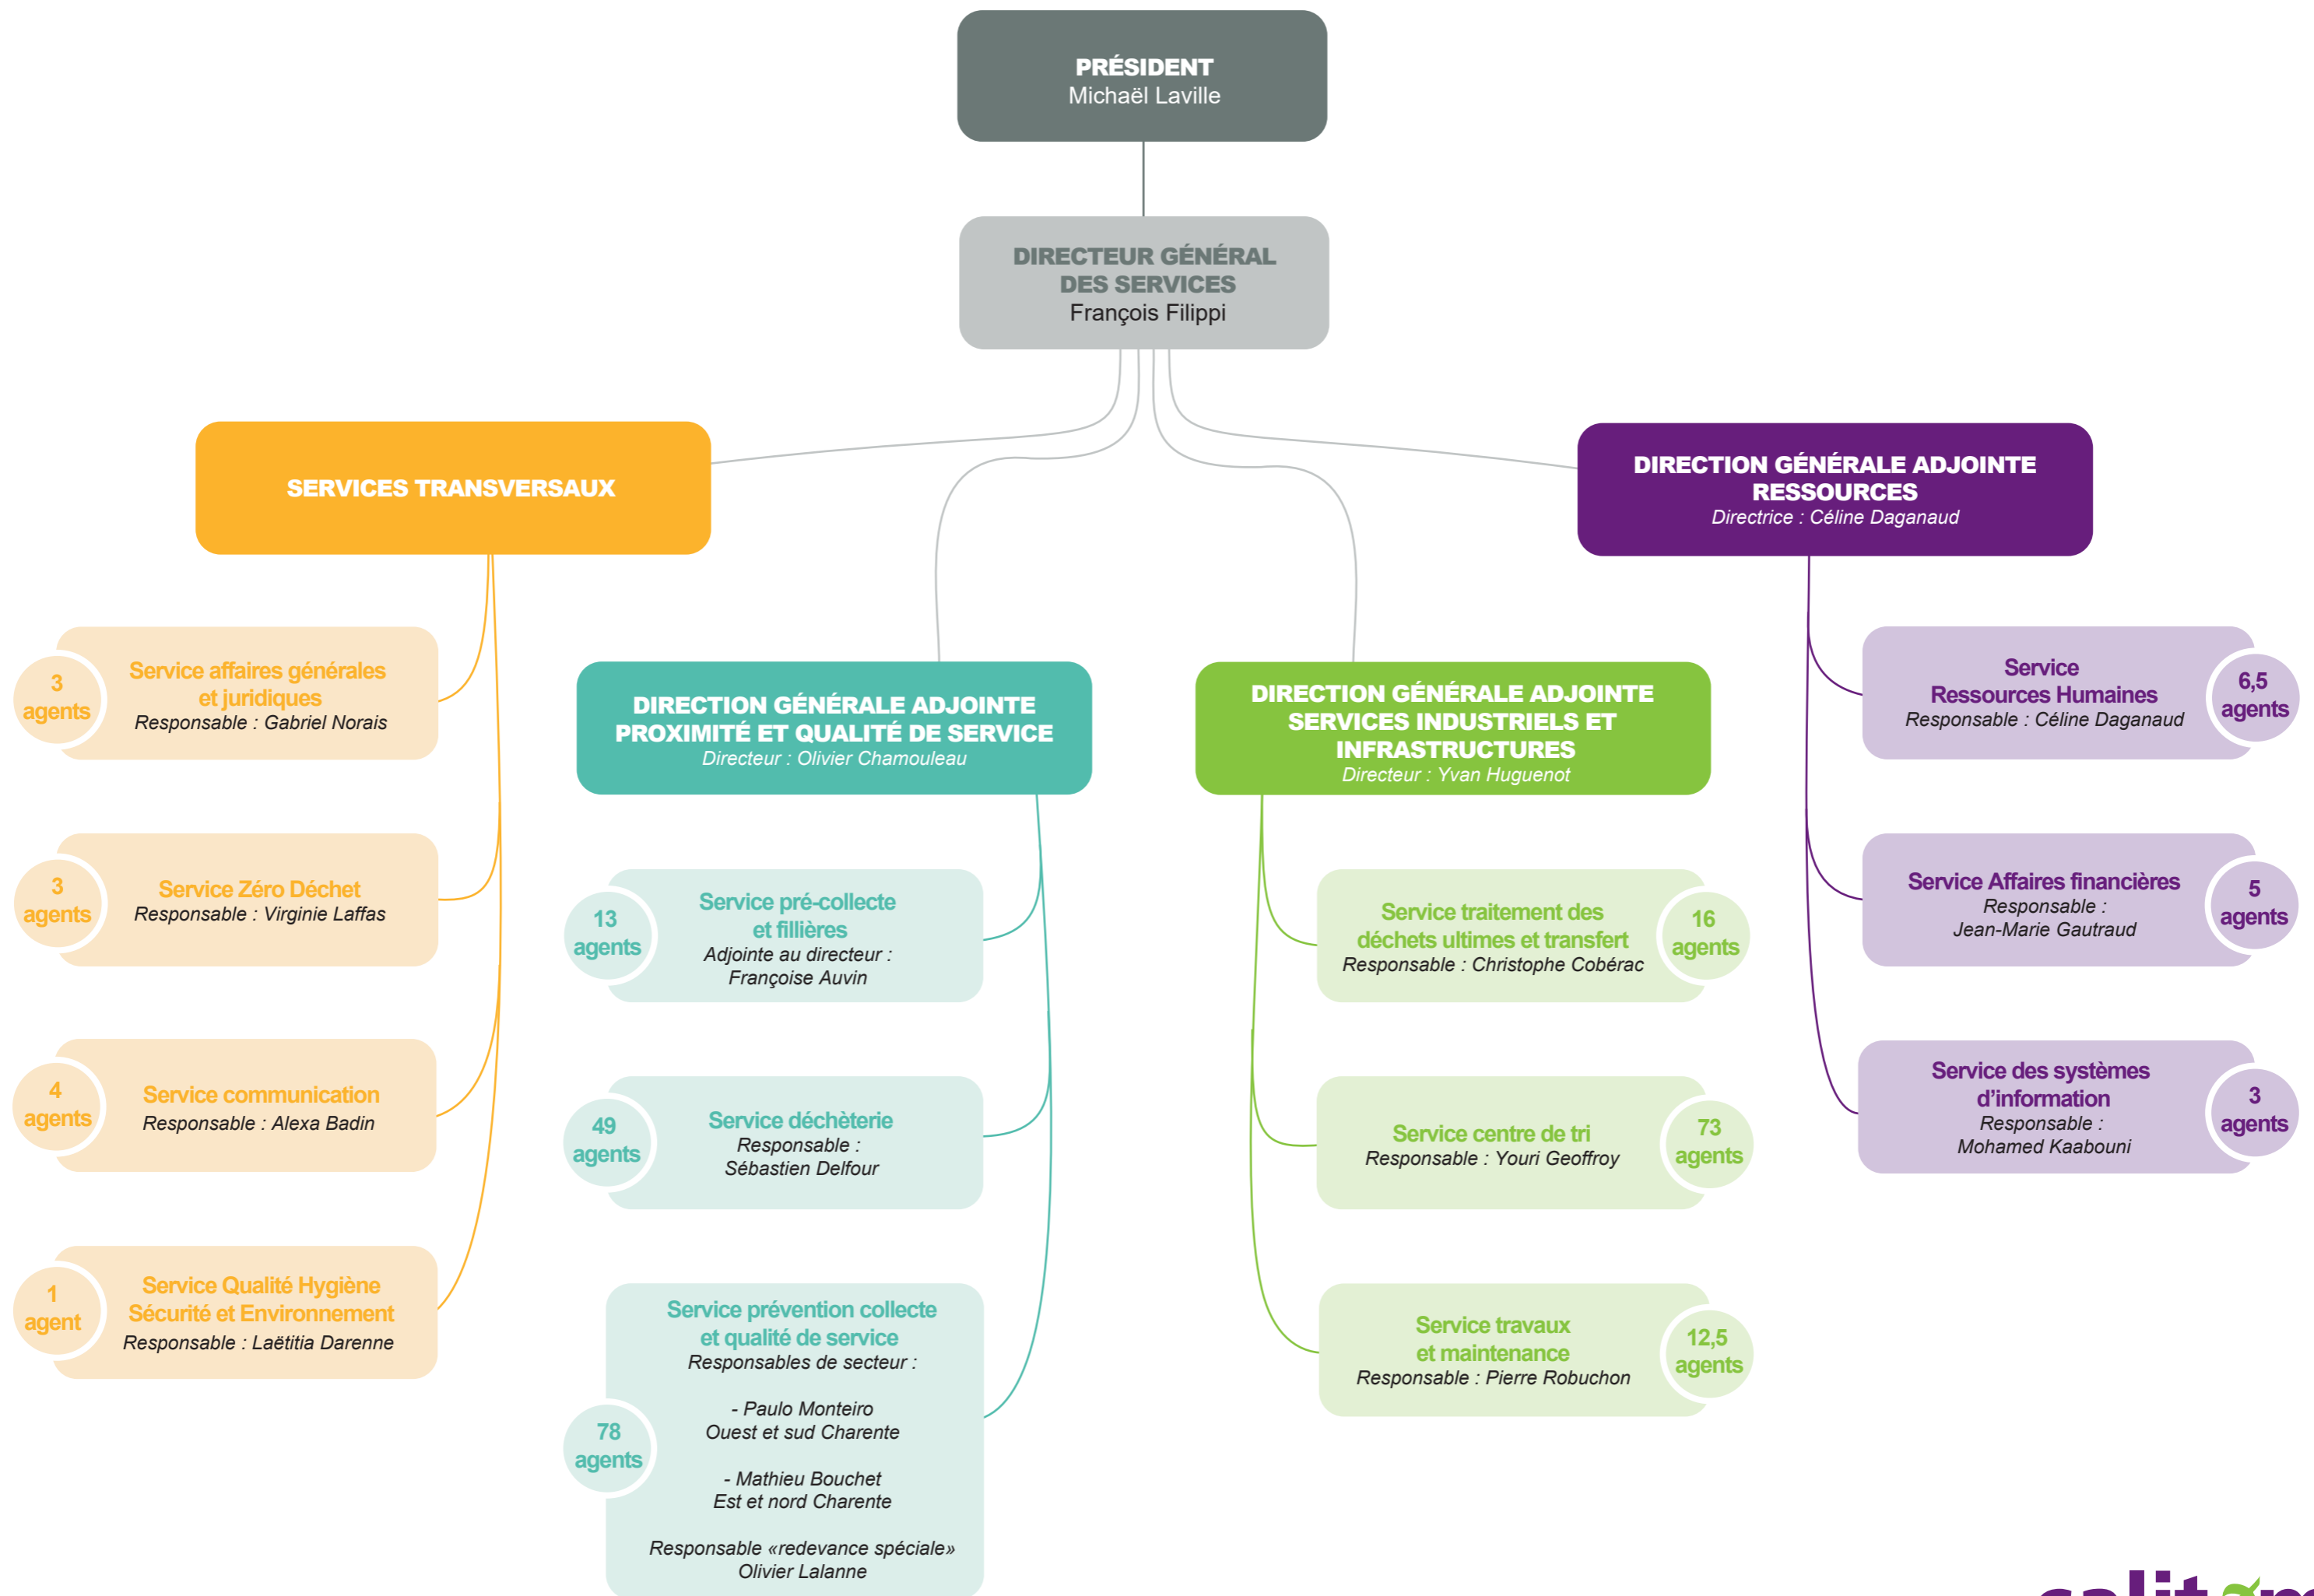 PRÉSIDENT
Michaël Laville
DIRECTEUR GÉNÉRAL
DES SERVICES
François Filippi
SERVICES TRANSVERSAUX
3
agents
Service affaires générales
et juridiques
Responsable : Gabriel Norais
3
agents
Service Zéro Déchet
Responsable : Virginie Laffas
4
agents
Service communication
Responsable : Alexa Badin
1
agent
Service Qualité Hygiène
Sécurité et Environnement
Responsable : Laëtitia Darenne
DIRECTION GÉNÉRALE ADJOINTE
PROXIMITÉ ET QUALITÉ DE SERVICE
Directeur : Olivier Chamouleau
13
agents
Service pré-collecte
et fillières
Adjointe au directeur :
Françoise Auvin
49
agents
Service déchèterie
Responsable :
Sébastien Delfour
78
agents
Service prévention collecte
et qualité de service
Responsables de secteur :
- Paulo Monteiro
Ouest et sud Charente
- Mathieu Bouchet
Est et nord Charente
Responsable «redevance spéciale»
Olivier Lalanne
DIRECTION GÉNÉRALE ADJOINTE
SERVICES INDUSTRIELS ET
INFRASTRUCTURES
Directeur : Yvan Huguenot
Service traitement des
déchets ultimes et transfert
Responsable : Christophe Cobérac
16
agents
Service centre de tri
Responsable : Youri Geoffroy
73
agents
Service travaux
et maintenance
Responsable : Pierre Robuchon
12,5
agents
DIRECTION GÉNÉRALE ADJOINTE
RESSOURCES
Directrice : Céline Daganaud
Service
Ressources Humaines
Responsable : Céline Daganaud
6,5
agents
Service Affaires financières
Responsable :
Jean-Marie Gautraud
5
agents
Service des systèmes
d'information
Responsable :
Mohamed Kaabouni
3
agents